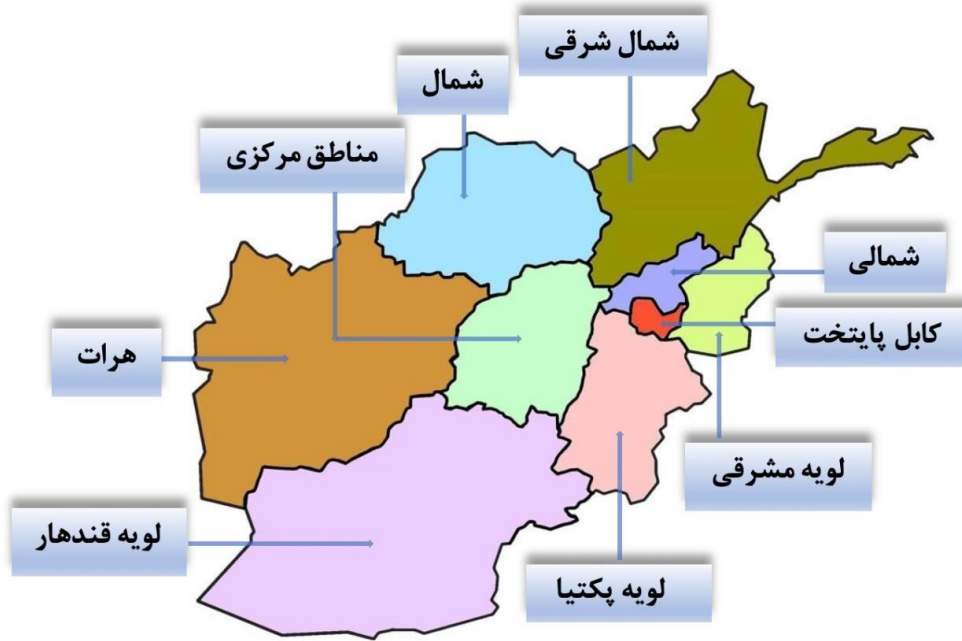 شمال شرقی
شمال
مناطق مرکزی
شمالی
کابل پایتخت
هرات
لویه مشرقی
لویه قندهار
لویه پکتیا